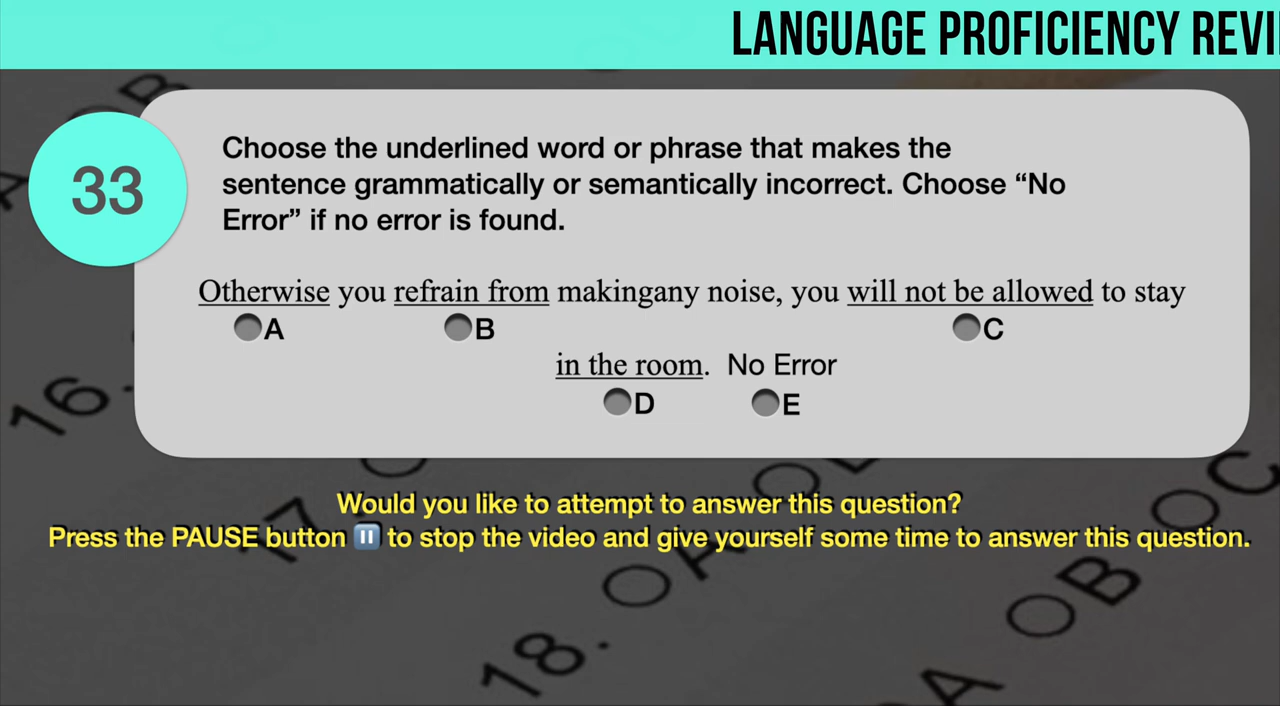 LANGUAGE PROFICIENCY REVI
33
Choose the underlined word or phrase that makes the
sentence grammatically or semantically incorrect. Choose “No
Error” if no error is found.
Otherwise you refrain from makingany noise, you will not be allowed to stay
A B C
in the room. No Error
D E
Would you like to attempt to answer this question?
Press the PAUSE button ⏸ to stop the video and give yourself some time to answer this question.
16.
17
18. O A O
A O B O C